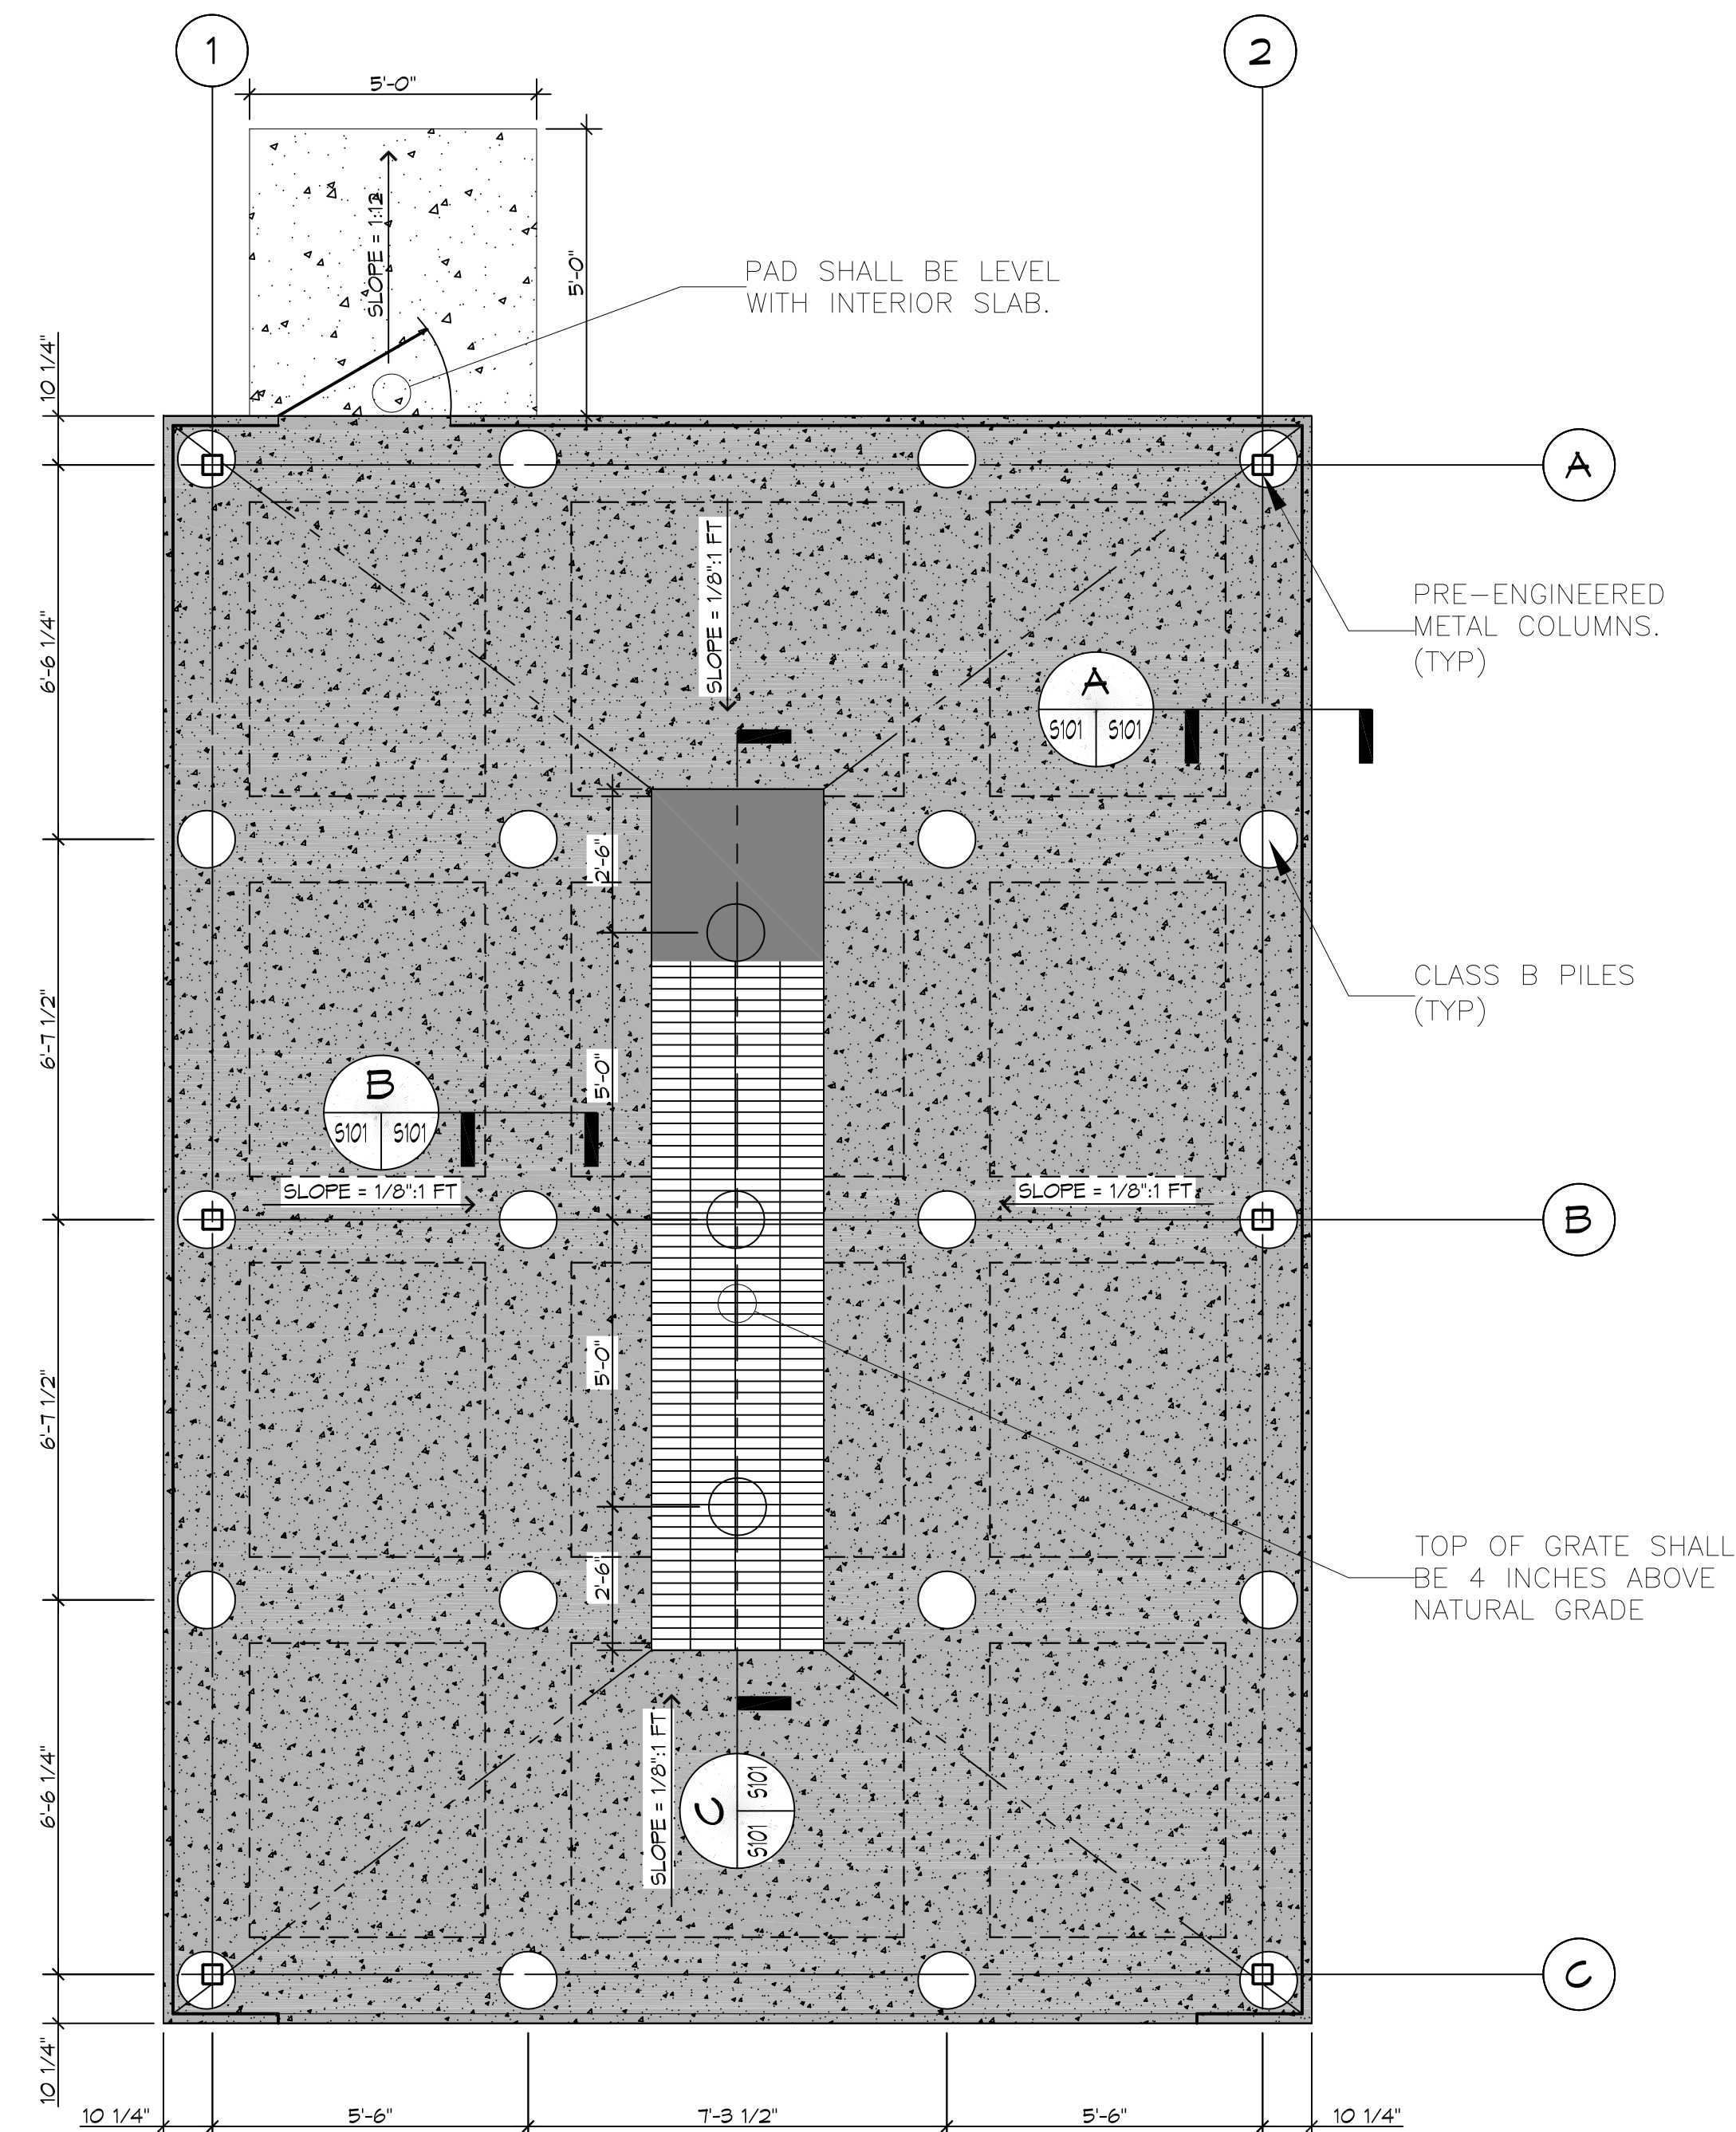 1
2
5'-0"
SLOPE = 1:12
5'-0"
PAD SHALL BE LEVEL
WITH INTERIOR SLAB.
10 1/4"
A
SLOPE = 1/8":1 FT
6'-6 1/4"
PRE-ENGINEERED
METAL COLUMNS.
(TYP)
A
S101
S101
2'-6"
CLASS B PILES
(TYP)
6'-7 1/2"
5'-0"
B
S101
S101
SLOPE = 1/8":1 FT
SLOPE = 1/8":1 FT
B
5'-0"
6'-7 1/2"
2'-6"
TOP OF GRATE SHALL
BE 4 INCHES ABOVE
NATURAL GRADE
6'-6 1/4"
SLOPE = 1/8":1 FT
C
S101
S101
C
10 1/4"
10 1/4"
5'-6"
7'-3 1/2"
5'-6"
10 1/4"